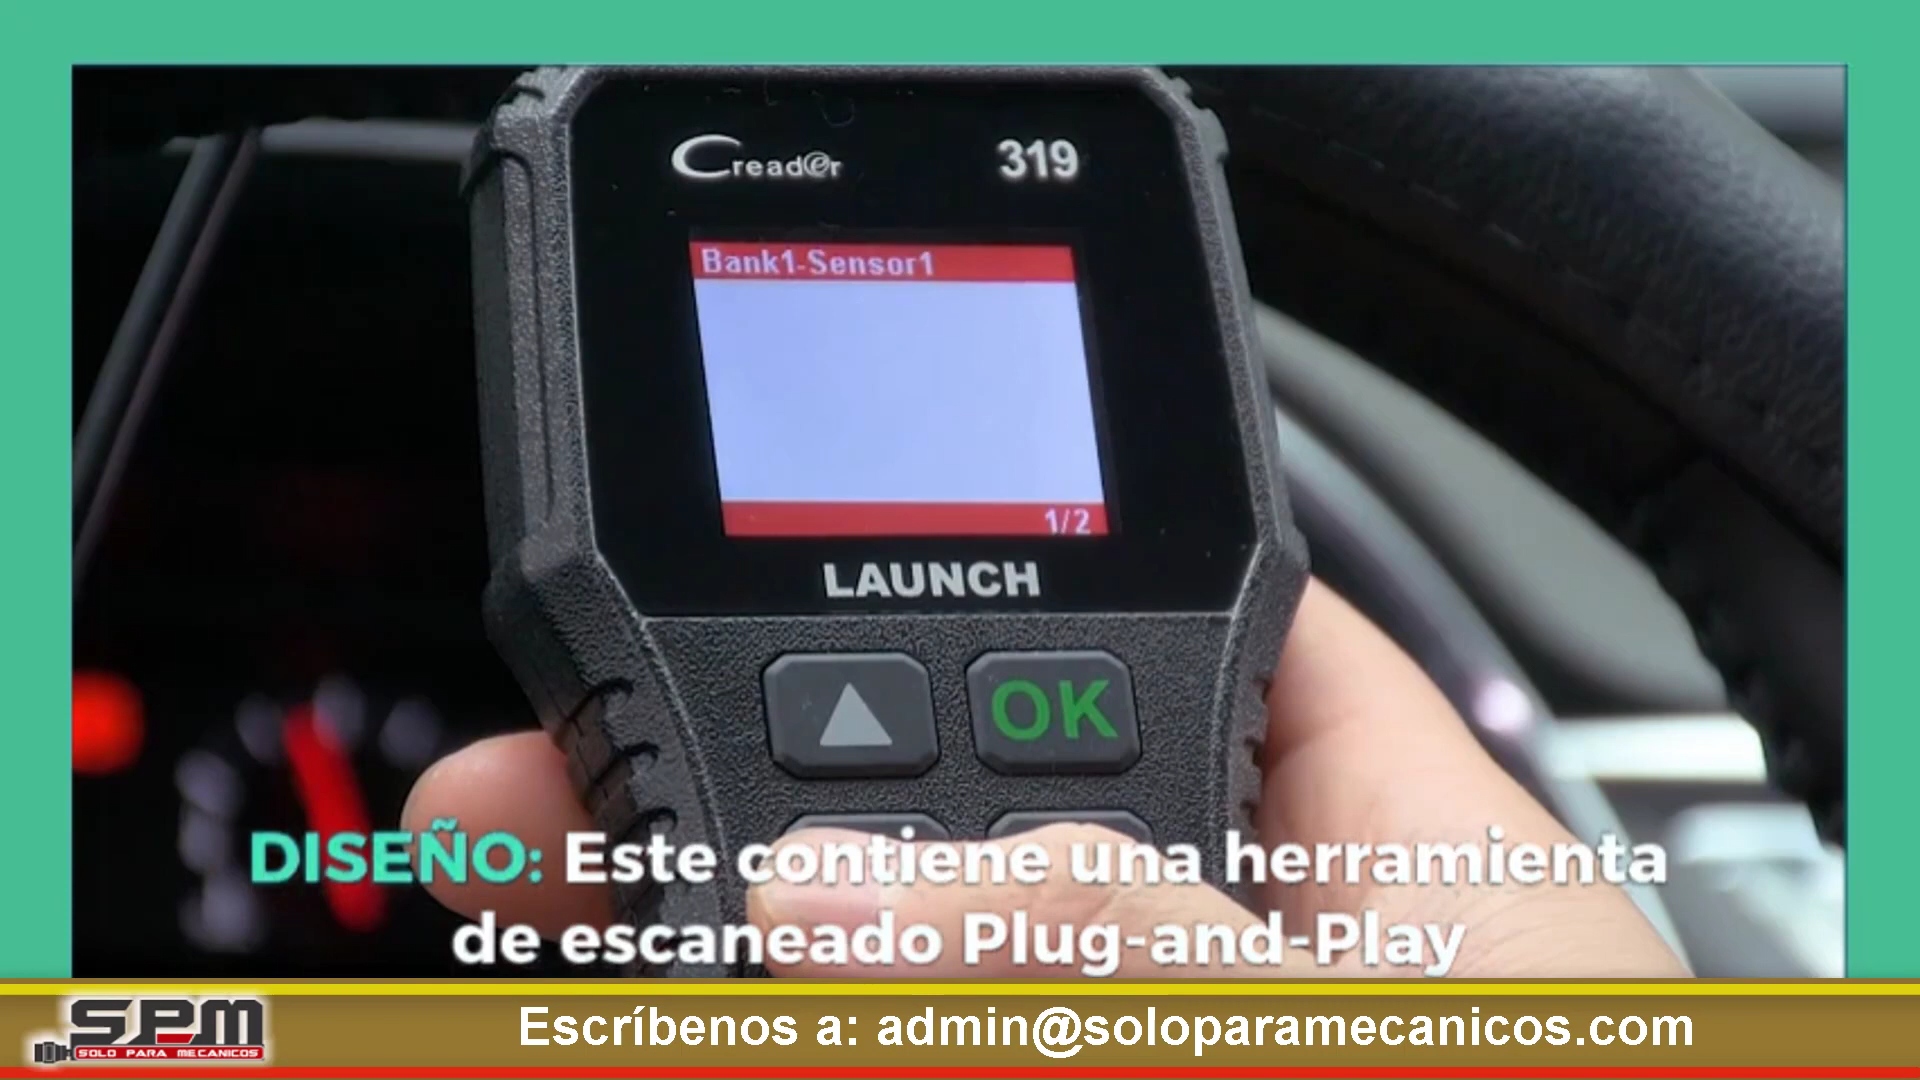 Creader 319
Bank1-Sensor1
1/2
LAUNCH
OK
DISEÑO: Este contiene una herramienta
de escaneado Plug-and-Play
SPM
SOLO PARA MECANICOS
Escríbenos a: admin@soloparamecanicos.com